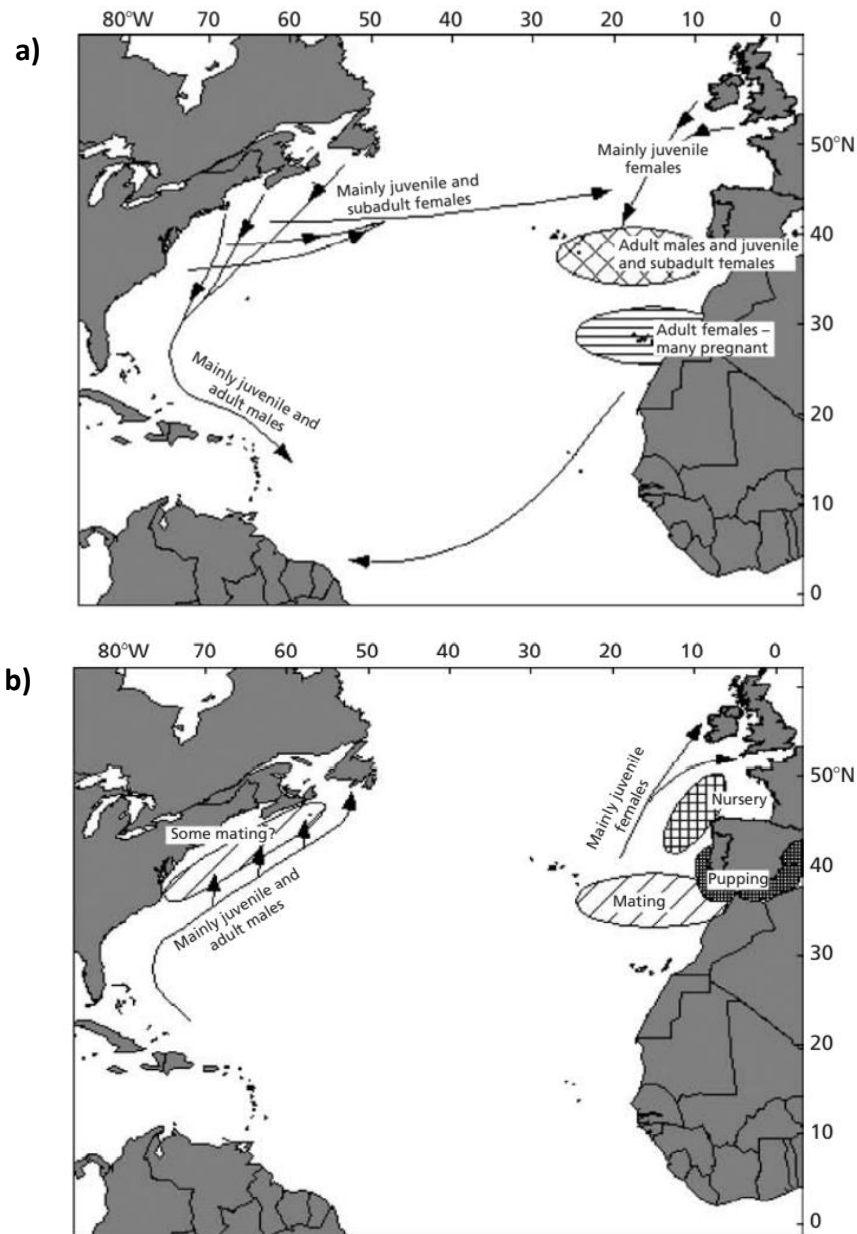 80°W 70 60 50 40 30 20 10 0
a)
50°N
Mainly juvenile
females
Mainly juvenile and
subadult females
40
Adult males and juvenile
and subadult females
30
Adult females –
many pregnant
Mainly juvenile and
adult males
20
10
0
80°W 70 60 50 40 30 20 10 0
b)
Mainly juvenile
females
50°N
Nursery
Some mating?
40
Pupping
Mating
Mainly juvenile and
adult males
30
20
10
0